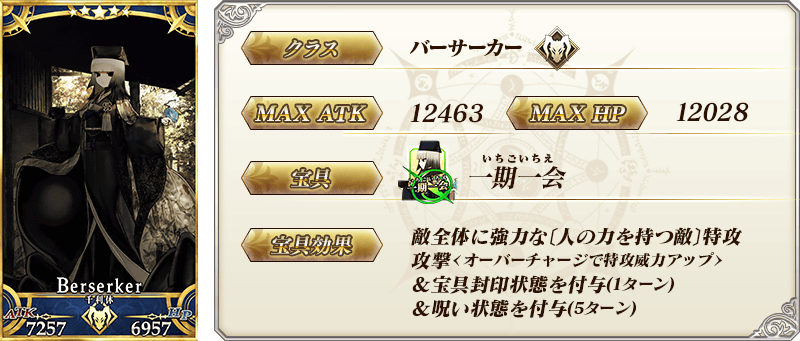 Berserker
千利休
ATK
HP
7257
6957
クラス
バーサーカー
MAX ATK
12463
MAX HP
12028
宝具
一期一会
いちごいちえ
一期一会
宝具効果
敵全体に強力な〔人の力を持つ敵〕特攻
攻撃<オーバーチャージで特攻威力アップ>
&宝具封印状態を付与(1ターン)
&呪い状態を付与(5ターン)